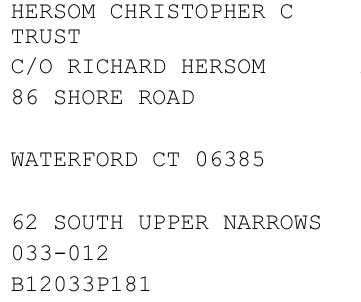 HERSOM CHRISTOPHER C
TRUST
C/O RICHARD HERSOM
86 SHORE ROAD
WATERFORD CT 06385
62 SOUTH UPPER NARROWS
033-012
B12033P181